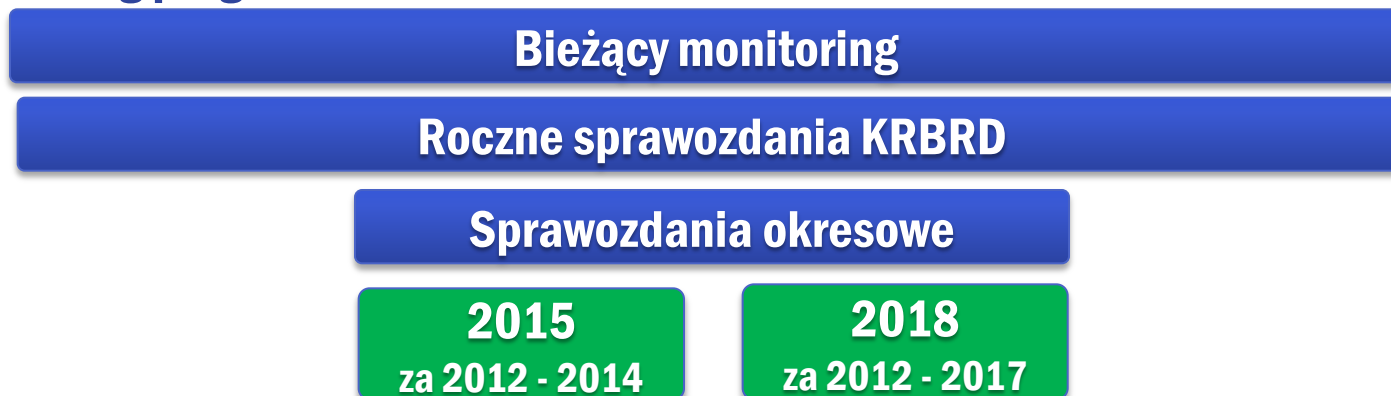 Bieżący monitoring
Roczne sprawozdania KRBRD
Sprawozdania okresowe
2015
za 2012 - 2014
2018
za 2012 - 2017